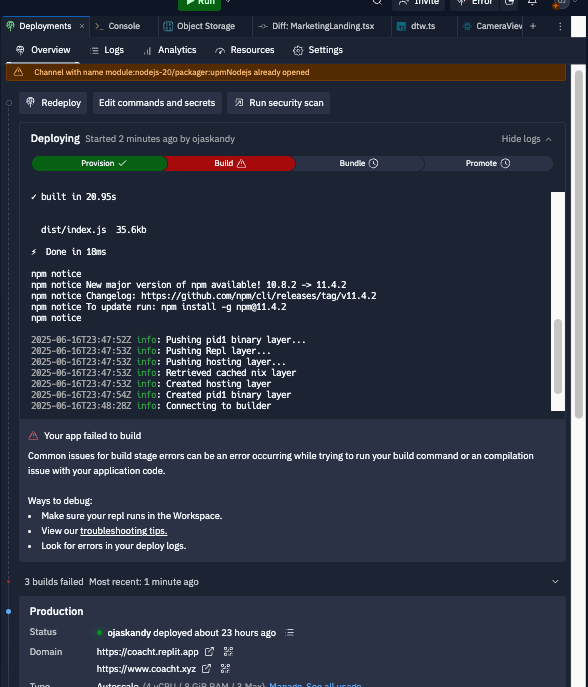 Run
Invite
Error
Deployments
Console
Object Storage
Diff: MarketingLanding.tsx
dtw.ts
CameraView
Overview
Logs
Analytics
Resources
Settings
Channel with name module:nodejs-20/packager:upmNodejs already opened
Redeploy
Edit commands and secrets
Run security scan
Deploying Started 2 minutes ago by ojaskandy
Hide logs
Provision
Build
Bundle
Promote
✓ built in 20.95s
dist/index.js 35.6kb
⚡ Done in 18ms
npm notice
npm notice New major version of npm available! 10.8.2 -> 11.4.2
npm notice Changelog: https://github.com/npm/cli/releases/tag/v11.4.2
npm notice To update run: npm install -g npm@11.4.2
npm notice
2025-06-16T23:47:52Z info: Pushing pid1 binary layer...
2025-06-16T23:47:53Z info: Pushing Repl layer...
2025-06-16T23:47:53Z info: Pushing hosting layer...
2025-06-16T23:47:53Z info: Retrieved cached nix layer
2025-06-16T23:47:53Z info: Created hosting layer
2025-06-16T23:47:54Z info: Created pid1 binary layer
2025-06-16T23:48:28Z info: Connecting to builder
Your app failed to build
Common issues for build stage errors can be an error occurring while trying to run your build command or an compilation
issue with your application code.
Ways to debug:
• Make sure your repl runs in the Workspace.
• View our troubleshooting tips.
• Look for errors in your deploy logs.
3 builds failed Most recent: 1 minute ago
Production
Status
ojaskandy deployed about 23 hours ago
Domain
https://coacht.replit.app
https://www.coacht.xyz
Type
Autoscale (4 vCPU / 8 GiB RAM / 3 Max) Manage See all usage